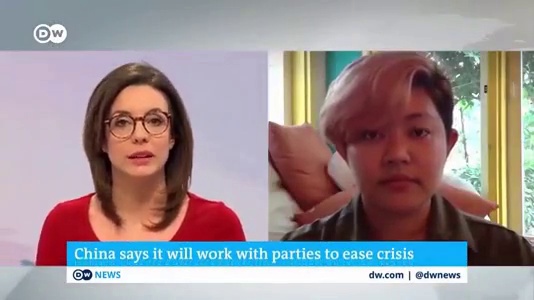 DW
China says it will work with parties to ease crisis
DW NEWS
dw.com | @dwnews